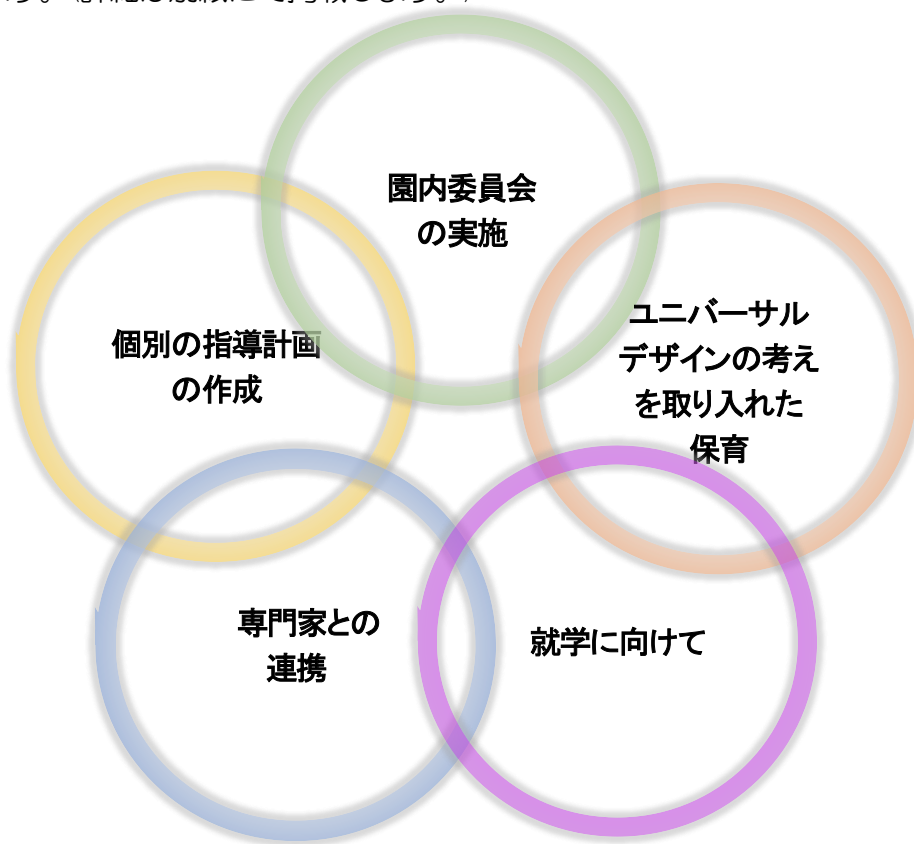 園内委員会
の実施
個別の指導計画
の作成
ユニバーサル
デザインの考え
を取り入れた
保育
専門家との
連携
就学に向けて